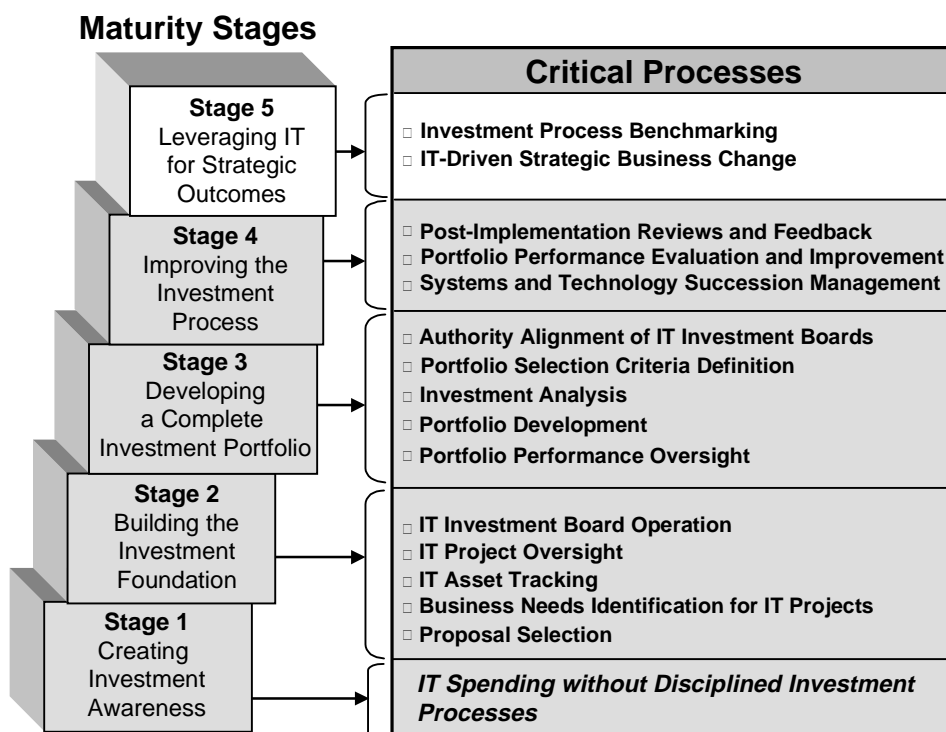 Maturity Stages
Critical Processes
Stage 5
Leveraging IT
for Strategic
Outcomes
Investment Process Benchmarking
IT-Driven Strategic Business Change
Stage 4
Improving the
Investment
Process
Post-Implementation Reviews and Feedback
Portfolio Performance Evaluation and Improvement
Systems and Technology Succession Management
Stage 3
Developing
a Complete
Investment Portfolio
Authority Alignment of IT Investment Boards
Portfolio Selection Criteria Definition
Investment Analysis
Portfolio Development
Portfolio Performance Oversight
Stage 2
Building the
Investment
Foundation
IT Investment Board Operation
IT Project Oversight
IT Asset Tracking
Business Needs Identification for IT Projects
Proposal Selection
Stage 1
Creating
Investment
Awareness
IT Spending without Disciplined Investment
Processes